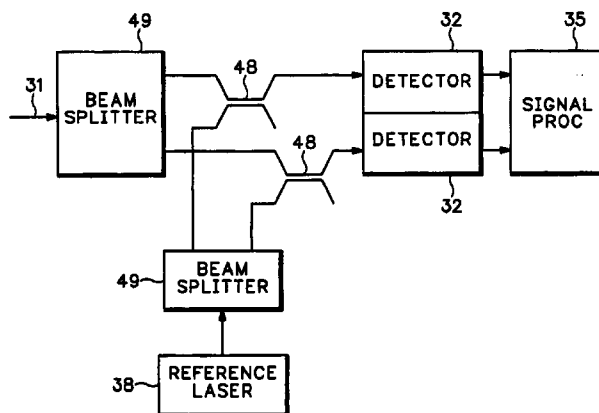 49
32
35
31
BEAM
SPLITTER
48
DETECTOR
DETECTOR
SIGNAL
PROC
48
32
49
BEAM
SPLITTER
38
REFERENCE
LASER